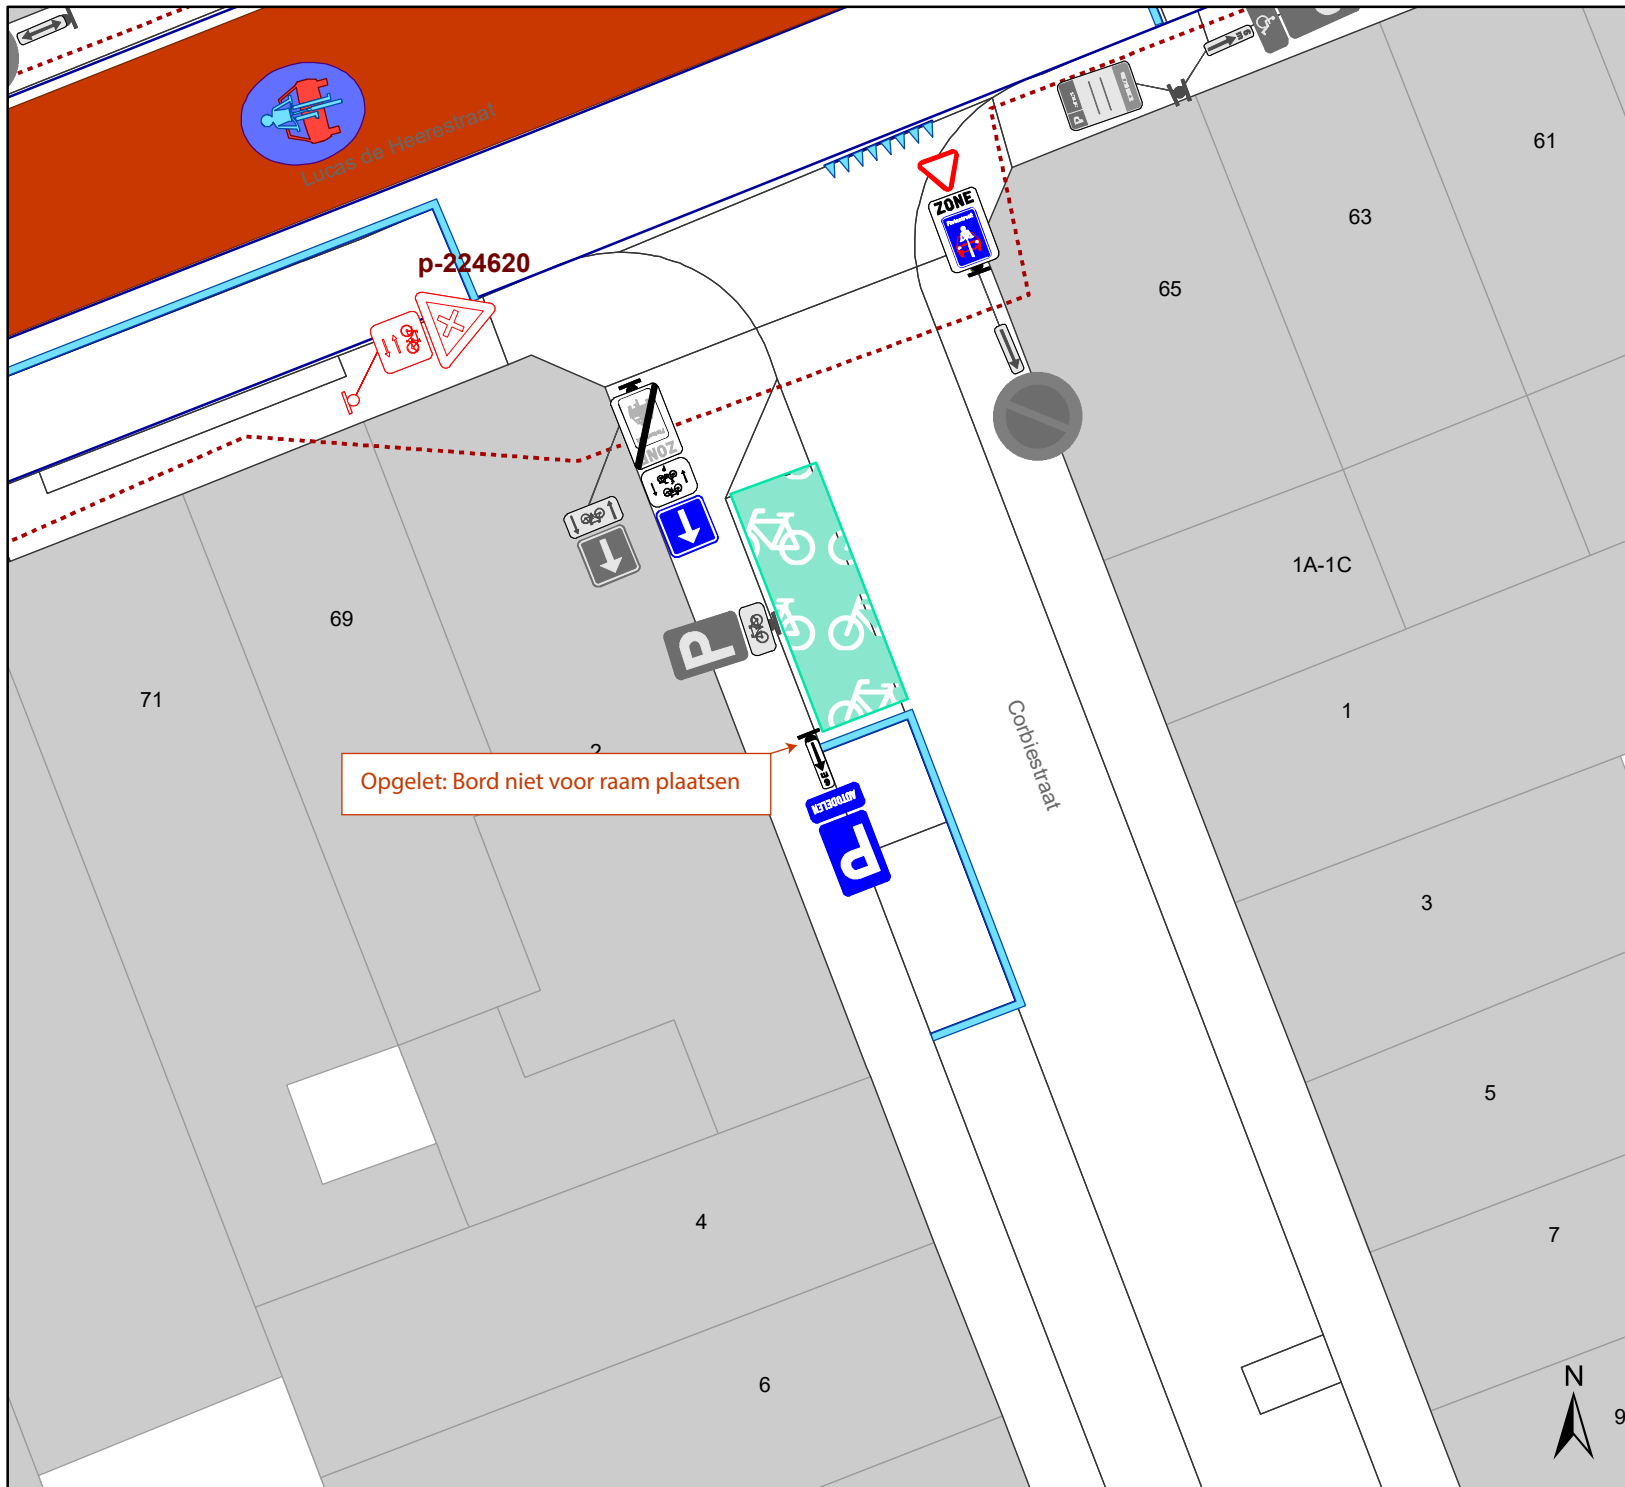 Lucas de Heerestraat
p-224620
ZONE
ZONE
P
P
AUTODELEN
P
61
63
65
1A-1C
1
3
5
7
9
69
71
2
Opgelet: Bord niet voor raam plaatsen
Corbiestraat
4
6
N